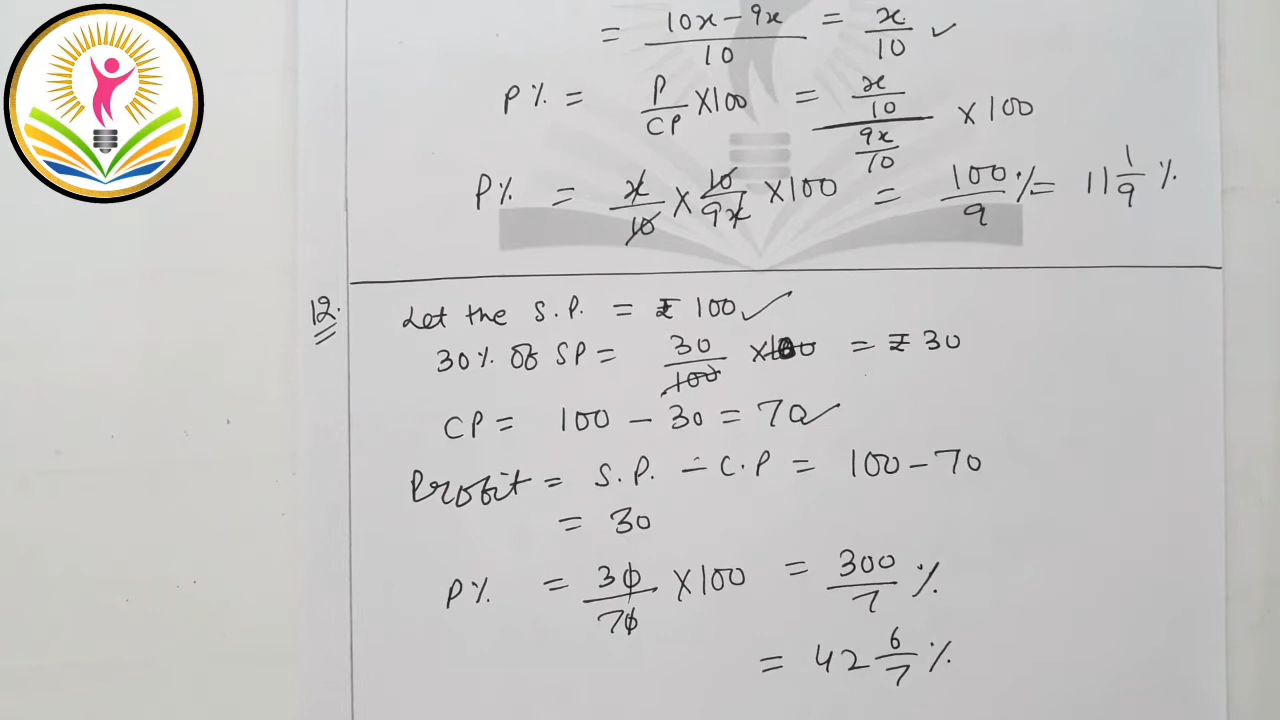 = (10x - 9x)/10 = x/10 ✓
P% = P/CP × 100 = (x/10)/(9x/10) × 100
P% = x/10 × 10/9x × 100 = 100/9 % = 11 1/9 %
12. Let the S.P. = ₹ 100 ✓
30% of SP = 30/100 × 100 = ₹ 30
CP = 100 - 30 = 70 ✓
Profit = S.P. - C.P = 100 - 70
= 30
P% = 30/70 × 100 = 300/7 %
= 42 6/7 %